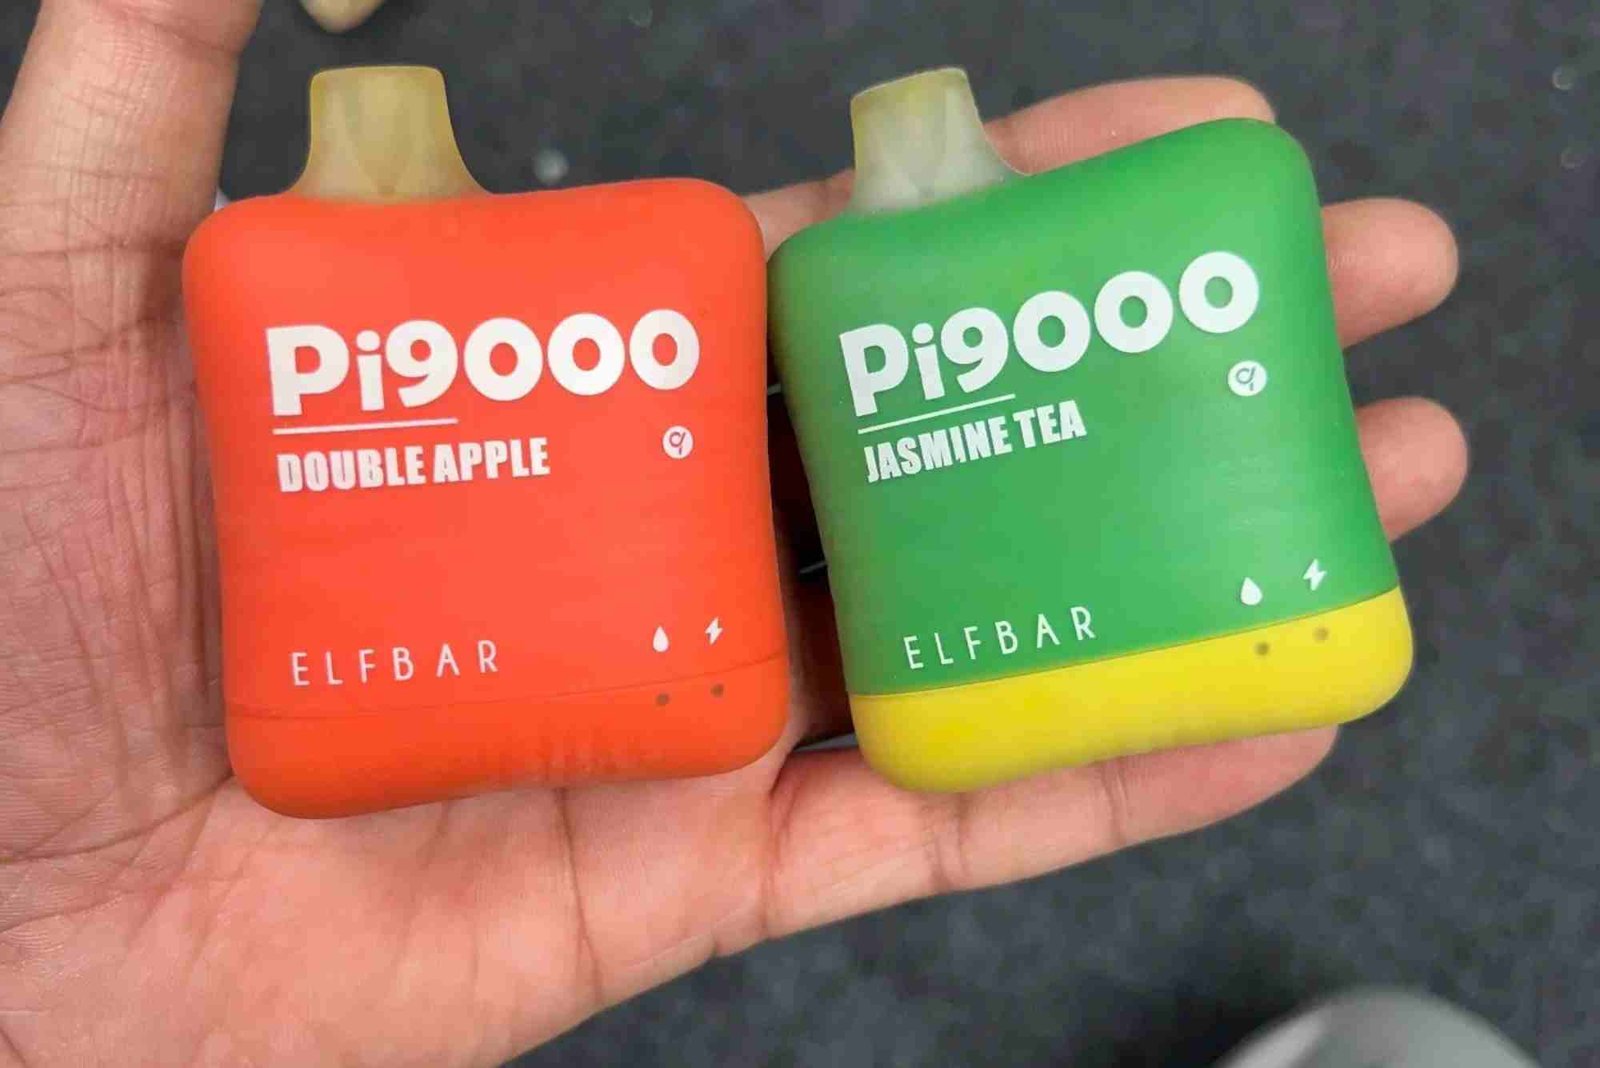 Pi9000
DOUBLE APPLE
ELFBAR
Pi9000
JASMINE TEA
ELFBAR